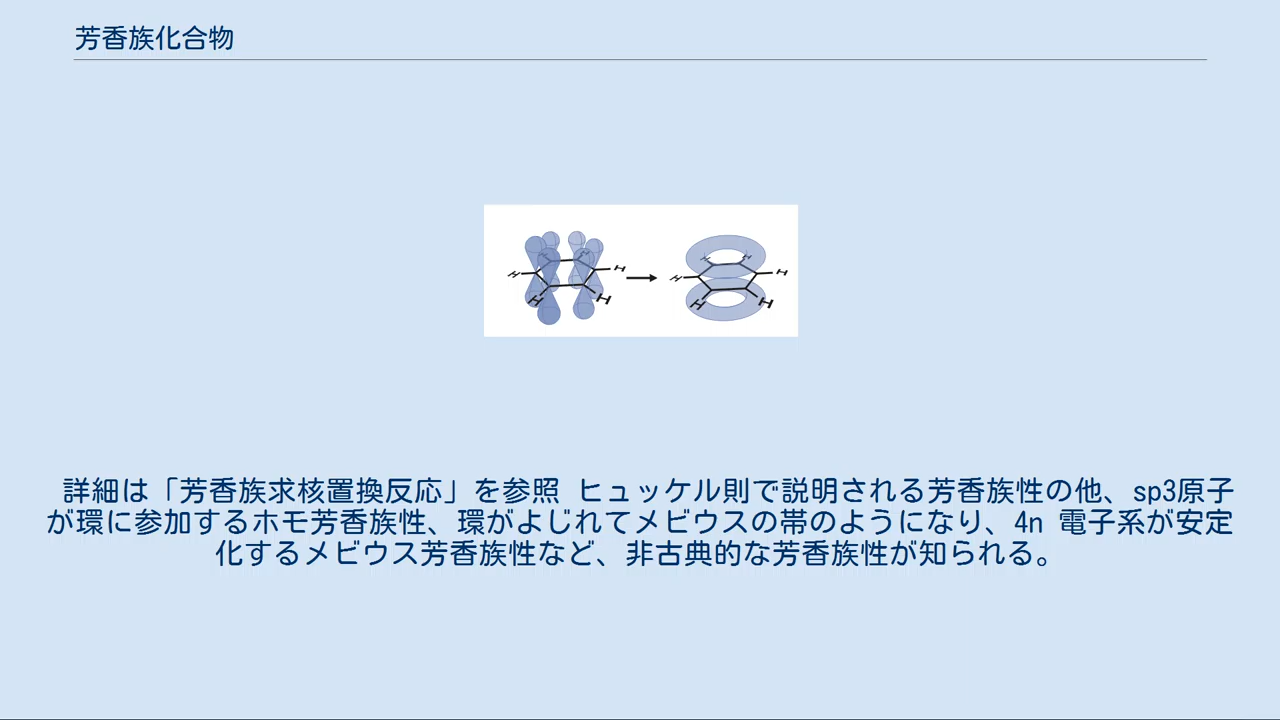 芳香族化合物
H H H H H H H H H H H H
詳細は「芳香族求核置換反応」を参照 ヒュッケル則で説明される芳香族性の他、sp3原子
が環に参加するホモ芳香族性、環がよじれてメビウスの帯のようになり、4n 電子系が安定
化するメビウス芳香族性など、非古典的な芳香族性が知られる。